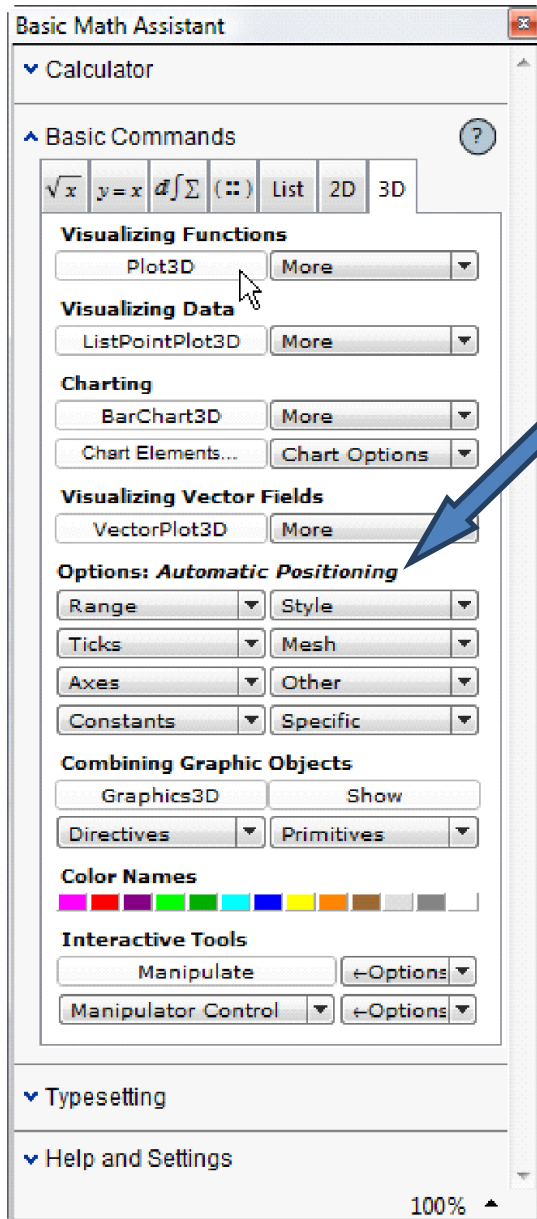 Basic Math Assistant
Calculator
Basic Commands ?
√x y=x d∫Σ (∷) List 2D 3D
Visualizing Functions
Plot3D More
Visualizing Data
ListPointPlot3D More
Charting
BarChart3D More
Chart Elements... Chart Options
Visualizing Vector Fields
VectorPlot3D More
Options: Automatic Positioning
Range Style
Ticks Mesh
Axes Other
Constants Specific
Combining Graphic Objects
Graphics3D Show
Directives Primitives
Color Names
Interactive Tools
Manipulate ←Options
Manipulator Control ←Options
Typesetting
Help and Settings
100%